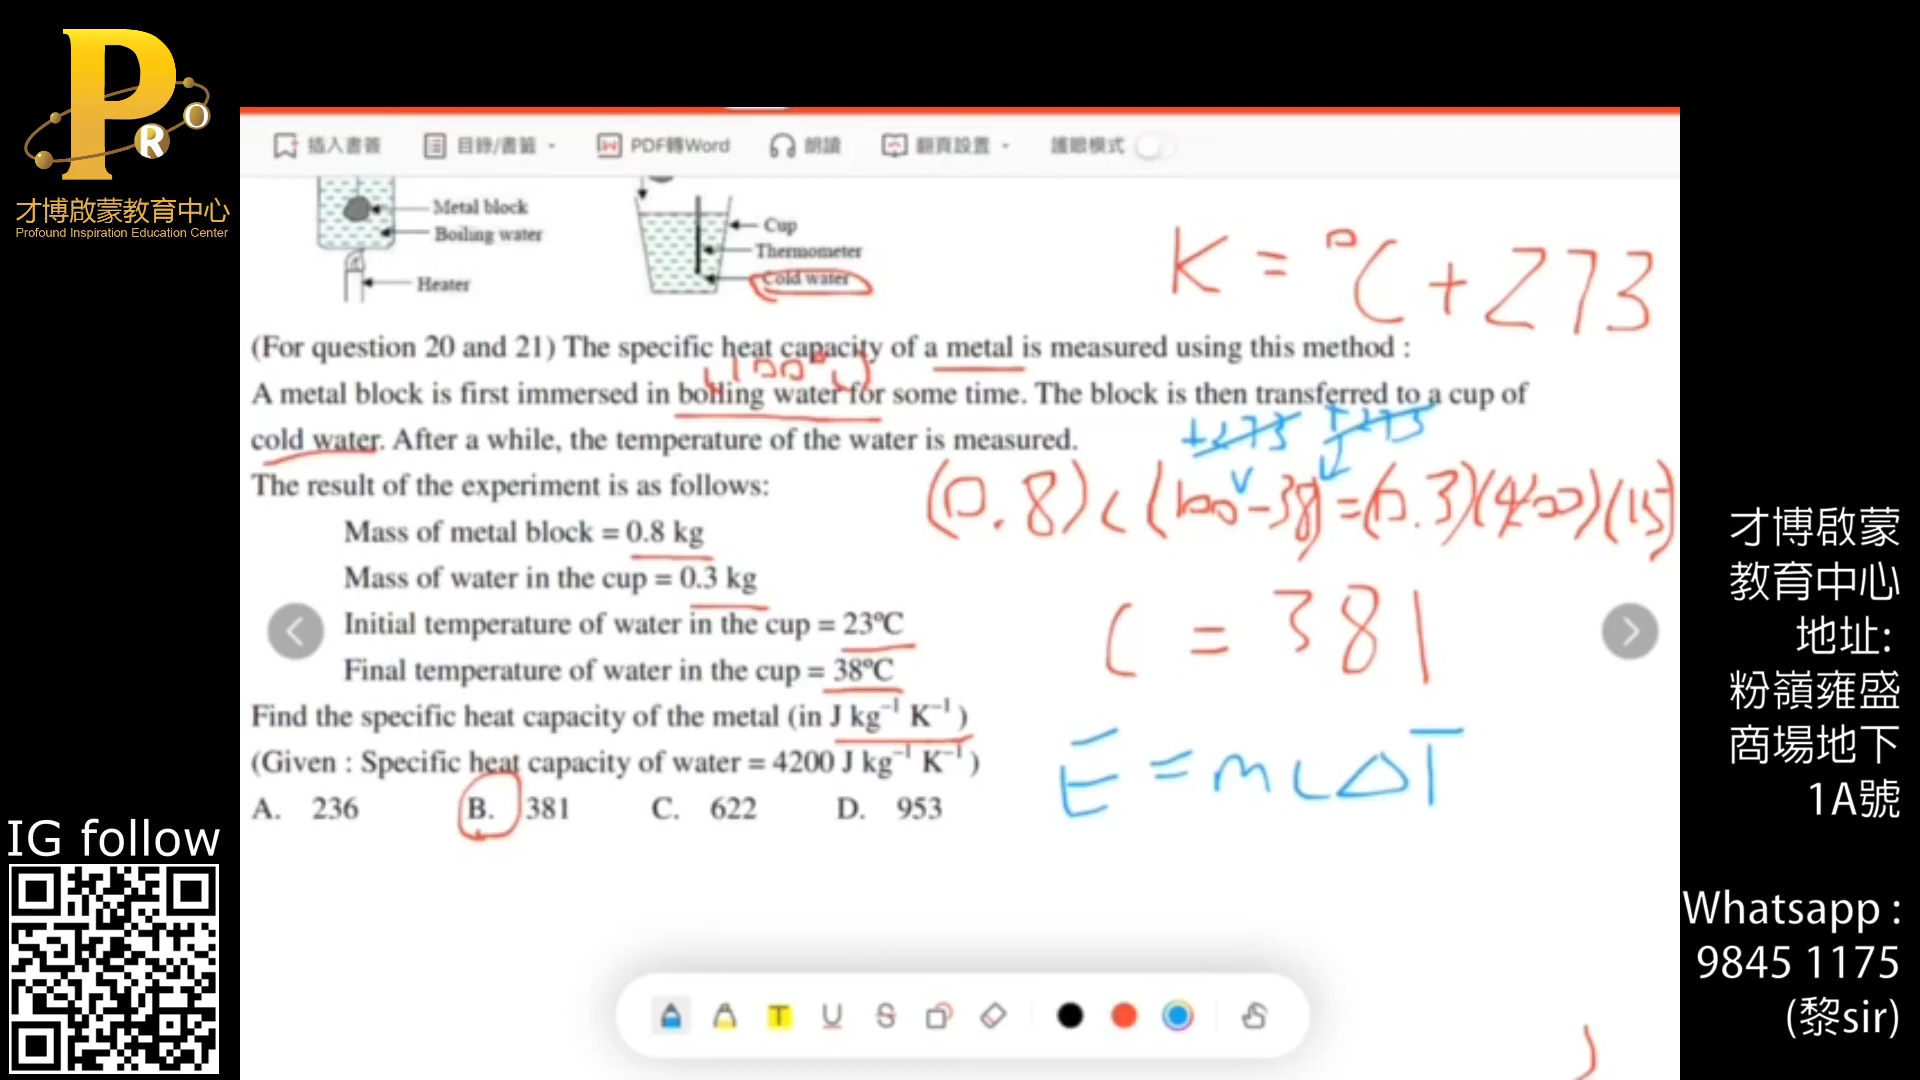 PRO
才博啟蒙教育中心
Profound Inspiration Education Center
插入書簽
目錄/書籤
PDF轉Word
朗讀
翻頁設置
護眼模式
Metal block
Boiling water
Heater
Cup
Thermometer
Cold water
K = °C + 273
(For question 20 and 21) The specific heat capacity of a metal is measured using this method :
(100°C)
A metal block is first immersed in boiling water for some time. The block is then transferred to a cup of
cold water. After a while, the temperature of the water is measured.
+273 +273
The result of the experiment is as follows:
(0.8) c (100-38) = (0.3)(4200)(15)
Mass of metal block = 0.8 kg
Mass of water in the cup = 0.3 kg
Initial temperature of water in the cup = 23°C
c = 381
Final temperature of water in the cup = 38°C
Find the specific heat capacity of the metal (in J kg⁻¹ K⁻¹ )
(Given : Specific heat capacity of water = 4200 J kg⁻¹ K⁻¹ )
E = mc△T
A. 236 B. 381 C. 622 D. 953
IG follow
才博啟蒙
教育中心
地址:
粉嶺雍盛
商場地下
1A號
Whatsapp :
9845 1175
(黎sir)